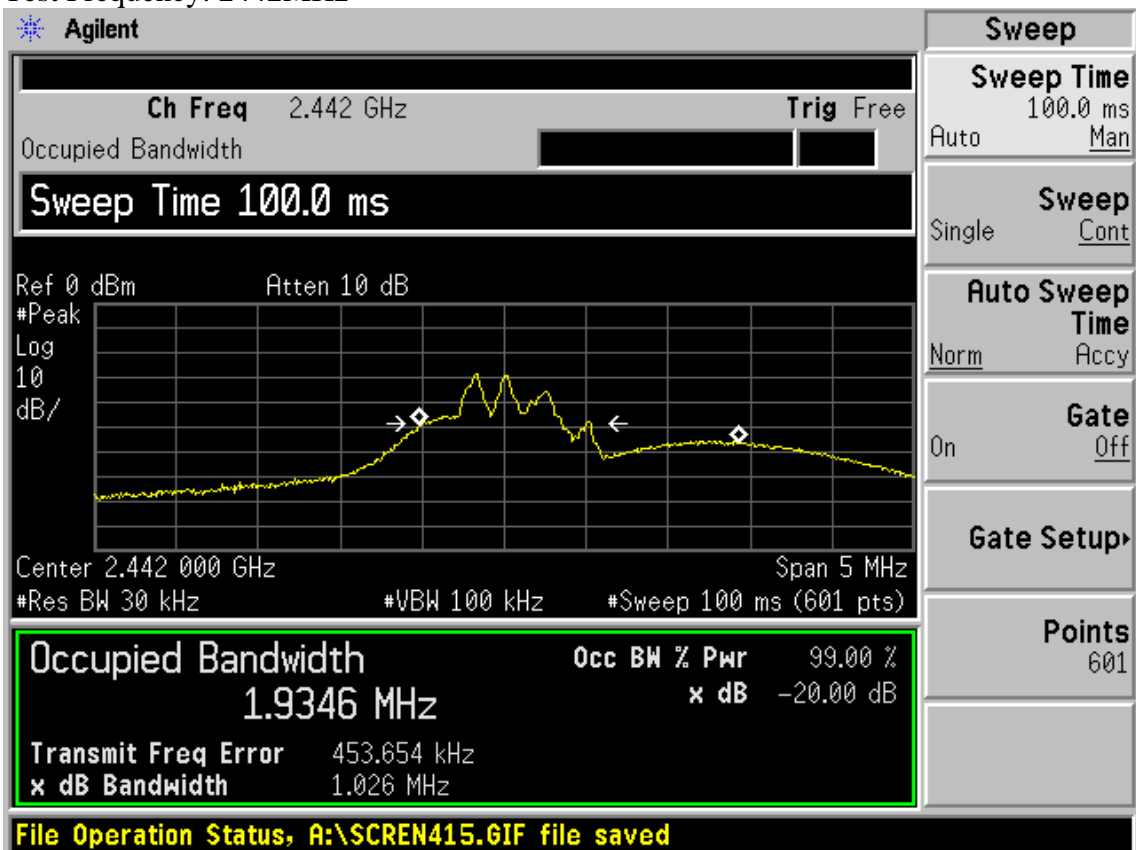 Test Frequency: 2442MHz
Agilent
Sweep
Ch Freq 2.442 GHz Trig Free
Occupied Bandwidth
Sweep Time 100.0 ms
Sweep Time
100.0 ms
Auto Man
Sweep
Single Cont
Auto Sweep
Time
Norm Accy
Gate
On Off
Gate Setup
Points
601
Ref 0 dBm Atten 10 dB
#Peak
Log
10
dB/
Center 2.442 000 GHz Span 5 MHz
#Res BW 30 kHz #VBW 100 kHz #Sweep 100 ms (601 pts)
Occupied Bandwidth Occ BW % Pwr 99.00 %
1.9346 MHz x dB -20.00 dB
Transmit Freq Error 453.654 kHz
x dB Bandwidth 1.026 MHz
File Operation Status, A:\SCREN415.GIF file saved